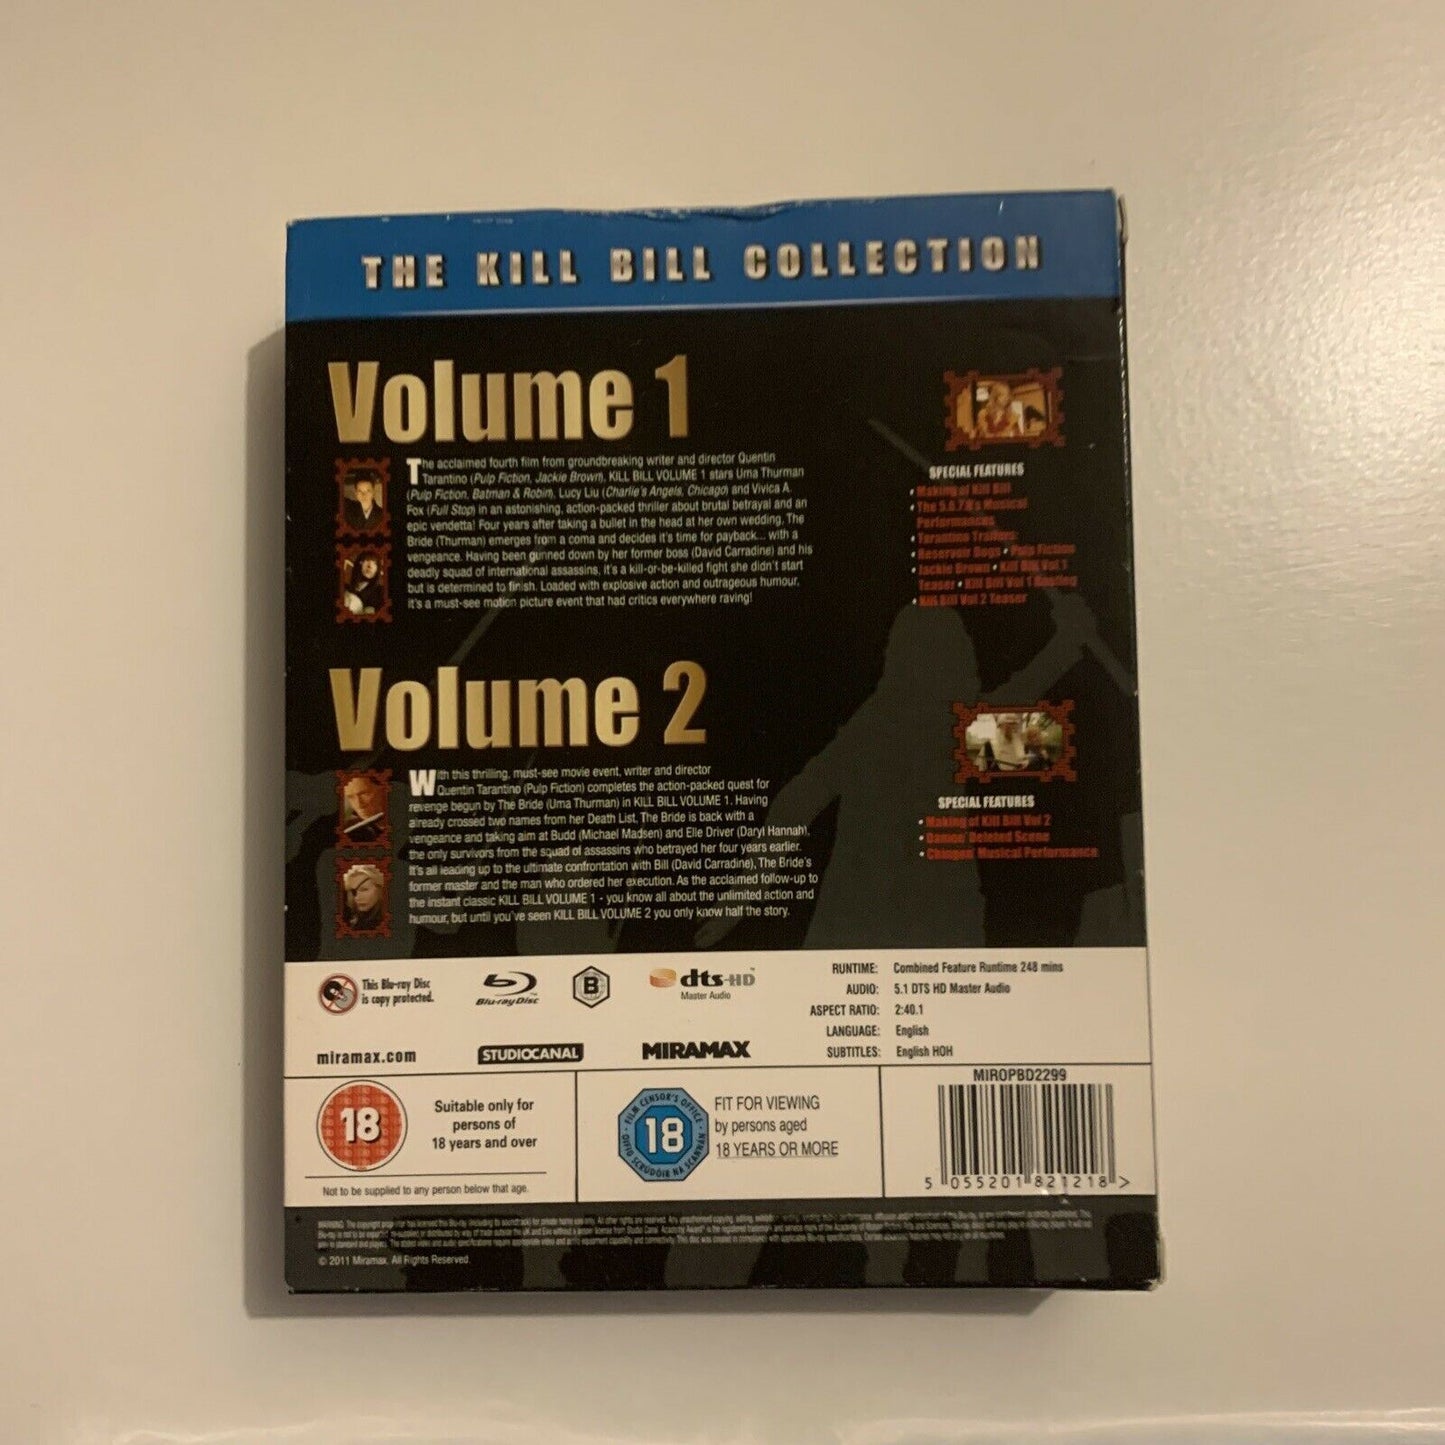 THE KILL BILL COLLECTION
Volume 1
The acclaimed fourth film from groundbreaking writer and director Quentin
Tarantino (Pulp Fiction, Jackie Brown), KILL BILL VOLUME 1 stars Uma Thurman
(Pulp Fiction, Batman & Robin), Lucy Liu (Charlie's Angels, Chicago) and Vivica A.
Fox (Full Stop) in an astonishing, action-packed thriller about brutal betrayal and an
epic vendetta! Four years after taking a bullet in the head at her own wedding, The
Bride (Thurman) emerges from a coma and decides it's time for payback... with a
vengeance. Having been gunned down by her former boss (David Carradine) and his
deadly squad of international assassins, it's a kill-or-be-killed fight she didn't start
but is determined to finish. Loaded with explosive action and outrageous humour,
it's a must-see motion picture event that had critics everywhere raving!
SPECIAL FEATURES
• Making of Kill Bill
• The 5.6.7.8's Musical
Performances
• Tarantino Trailers
• Reservoir Dogs • Pulp Fiction
• Jackie Brown • Kill Bill Vol 1
Teaser • Kill Bill Vol 1 Bootleg
• Kill Bill Vol 2 Teaser
Volume 2
With this thrilling, must-see movie event, writer and director
Quentin Tarantino (Pulp Fiction) completes the action-packed quest for
revenge begun by The Bride (Uma Thurman) in KILL BILL VOLUME 1. Having
already crossed two names from her Death List, The Bride is back with a
vengeance and taking aim at Budd (Michael Madsen) and Elle Driver (Daryl Hannah),
the only survivors from the squad of assassins who betrayed her four years earlier.
It's all leading up to the ultimate confrontation with Bill (David Carradine), The Bride's
former master and the man who ordered her execution. As the acclaimed follow-up to
the instant classic KILL BILL VOLUME 1 - you know all about the unlimited action and
humour, but until you've seen KILL BILL VOLUME 2 you only know half the story.
SPECIAL FEATURES
• Making of Kill Bill Vol 2
• Damoe' Deleted Scene
• Chingon' Musical Performance
This Blu-ray Disc
is copy protected.
Blu-ray Disc
B
dts-HD
Master Audio
RUNTIME: Combined Feature Runtime 248 mins
AUDIO: 5.1 DTS HD Master Audio
ASPECT RATIO: 2:40.1
LANGUAGE: English
SUBTITLES: English HOH
miramax.com
STUDIOCANAL
MIRAMAX
18
Suitable only for
persons of
18 years and over
Not to be supplied to any person below that age.
FILM CENSOR'S OFFICE
18
OIFIG SCRÚDÓIR NA SCANNÁN
FIT FOR VIEWING
by persons aged
18 YEARS OR MORE
MIROPBD2299
5 055201 821218 >
© 2011 Miramax. All Rights Reserved.